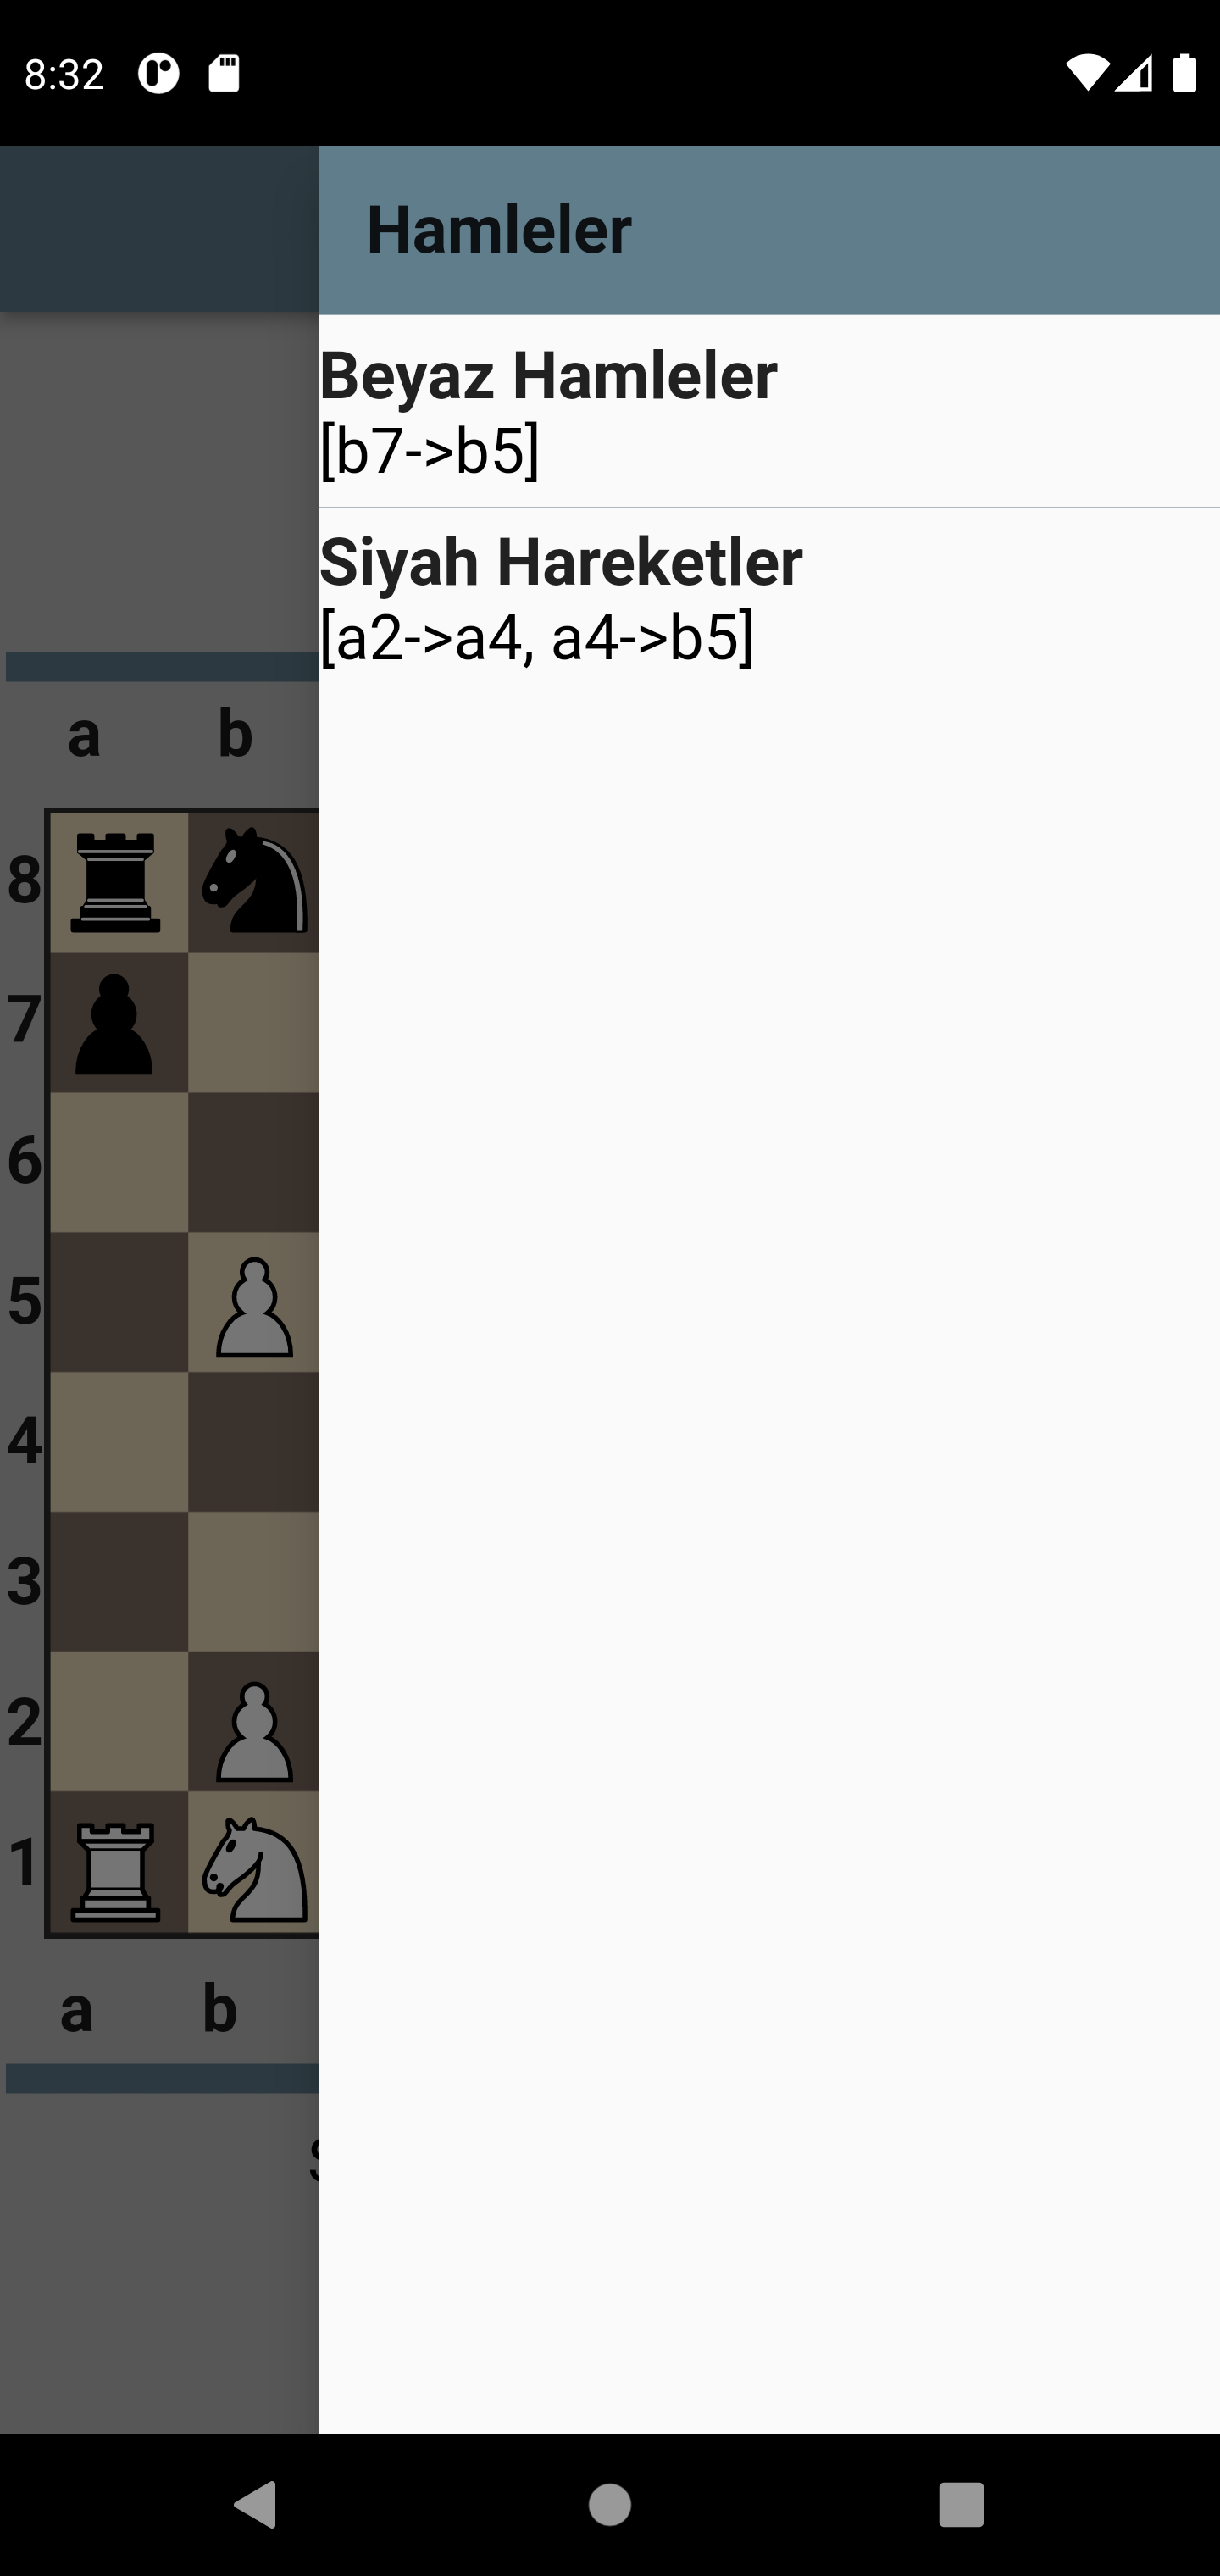 8:32
Hamleler
Beyaz Hamleler
[b7->b5]
Siyah Hareketler
[a2->a4, a4->b5]
a b
8
7
6
5
4
3
2
1
a b